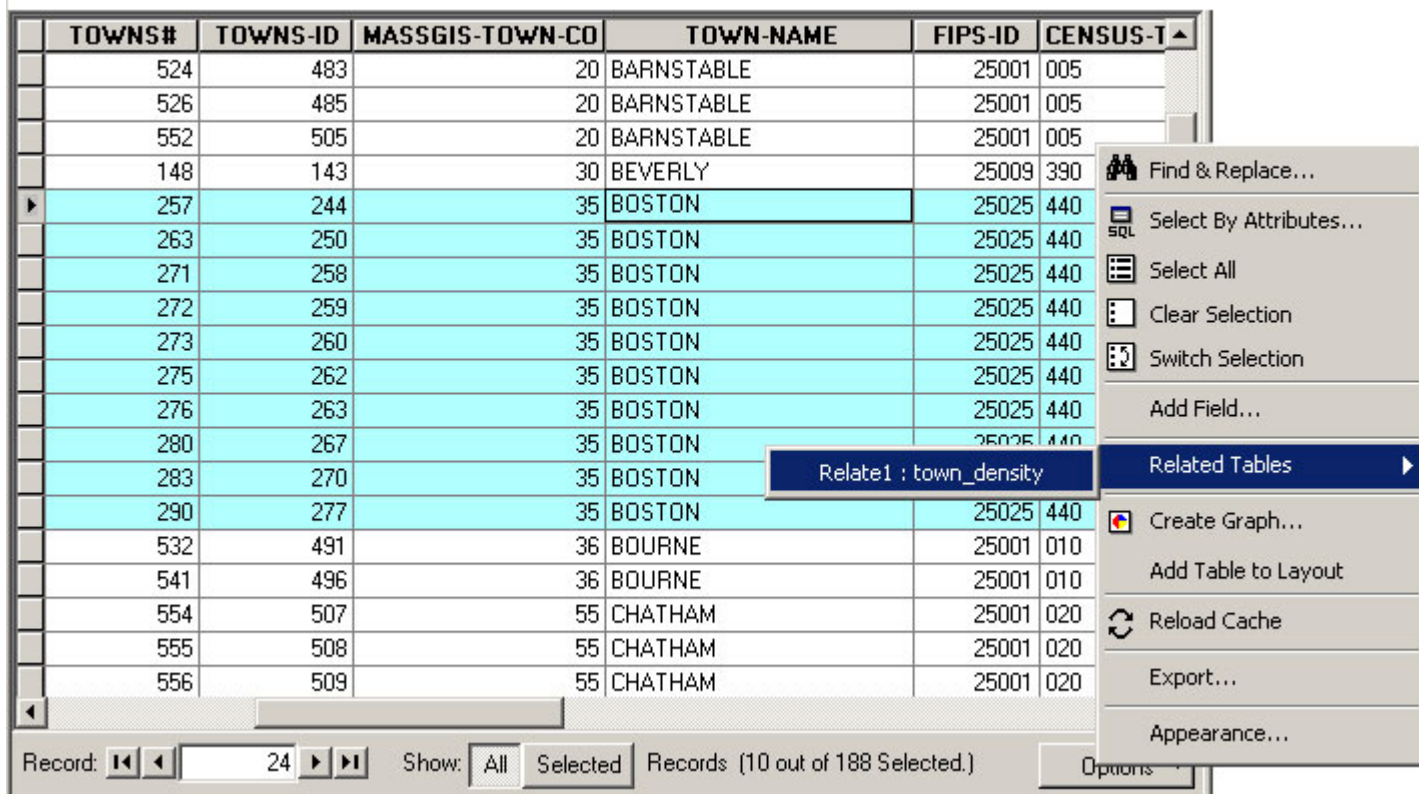 TOWNS# TOWNS-ID MASSGIS-TOWN-CO TOWN-NAME FIPS-ID CENSUS-T
524 483 20 BARNSTABLE 25001 005
526 485 20 BARNSTABLE 25001 005
552 505 20 BARNSTABLE 25001 005
148 143 30 BEVERLY 25009 390
257 244 35 BOSTON 25025 440
263 250 35 BOSTON 25025 440
271 258 35 BOSTON 25025 440
272 259 35 BOSTON 25025 440
273 260 35 BOSTON 25025 440
275 262 35 BOSTON 25025 440
276 263 35 BOSTON 25025 440
280 267 35 BOSTON 25025 440
283 270 35 BOSTON
290 277 35 BOSTON 25025 440
532 491 36 BOURNE 25001 010
541 496 36 BOURNE 25001 010
554 507 55 CHATHAM 25001 020
555 508 55 CHATHAM 25001 020
556 509 55 CHATHAM 25001 020
Find & Replace...
SQL Select By Attributes...
Select All
Clear Selection
Switch Selection
Add Field...
Related Tables
Relate1 : town_density
Create Graph...
Add Table to Layout
Reload Cache
Export...
Appearance...
Record: 24 Show: All Selected Records (10 out of 188 Selected.) Options